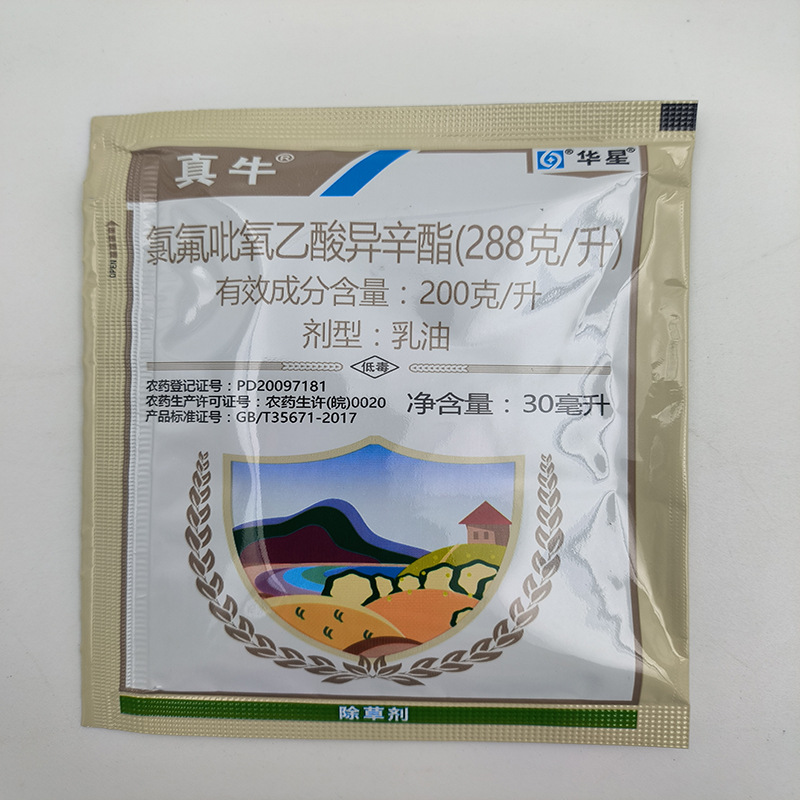 真牛®
®华星®
氯氟吡氧乙酸异辛酯(288克/升)
有效成分含量：200克/升
剂型：乳油
低毒
农药登记证号：PD20097181
农药生产许可证号：农药生许(皖)0020
产品标准证号：GB/T35671-2017
净含量：30毫升
除草剂